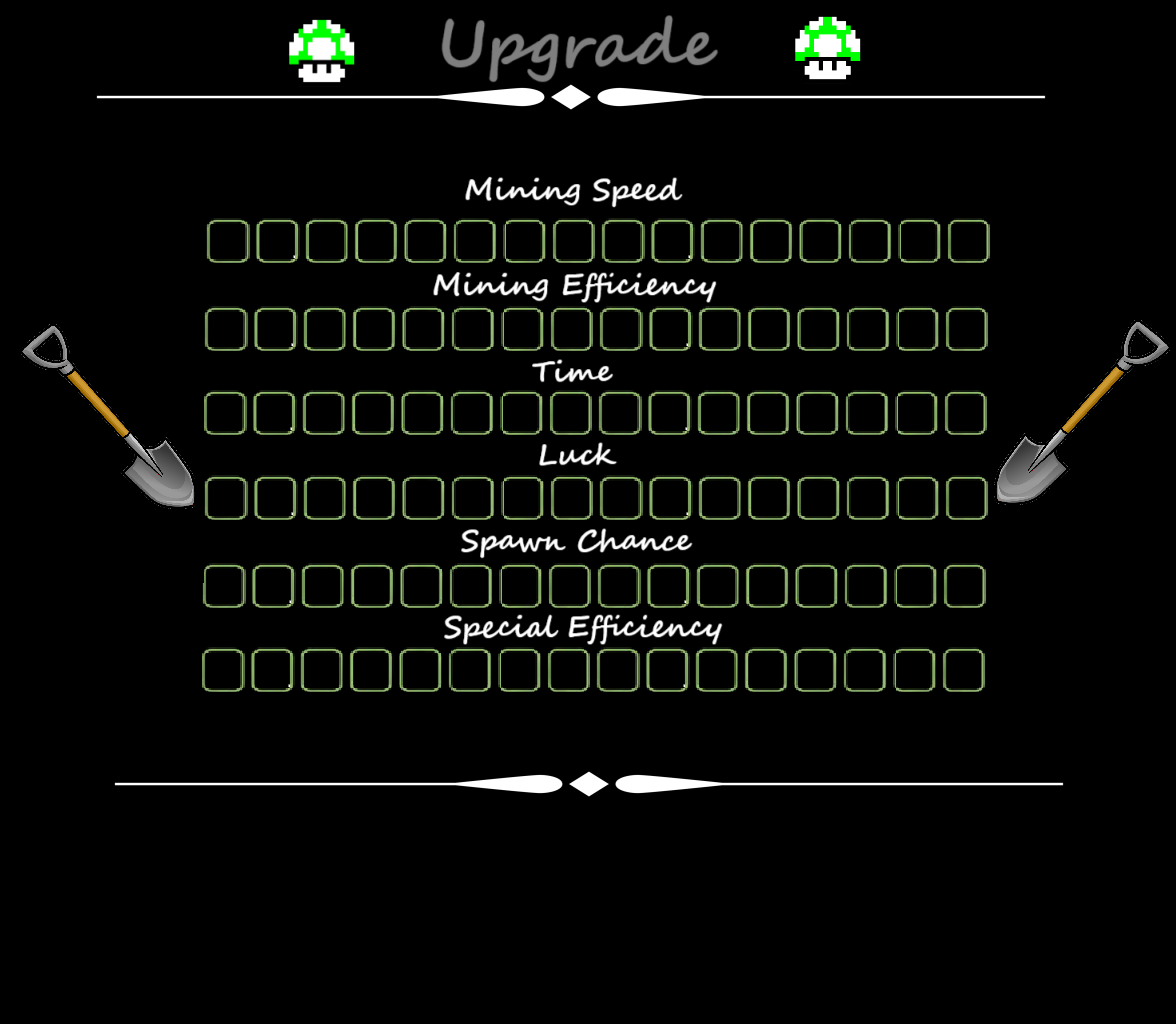 Upgrade
Mining Speed
Mining Efficiency
Time
Luck
Spawn Chance
Special Efficiency